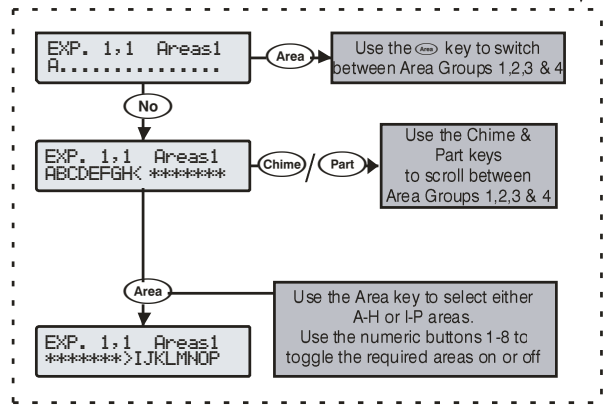 EXP. 1,1 Areas1
A...............
Area
Use the Area key to switch
between Area Groups 1,2,3 & 4
No
EXP. 1,1 Areas1
ABCDEFGH< *******
Chime / Part
Use the Chime &
Part keys
to scroll between
Area Groups 1,2,3 & 4
Area
Use the Area key to select either
A-H or I-P areas.
Use the numeric buttons 1-8 to
toggle the required areas on or off
EXP. 1,1 Areas1
*******>IJKLMNOP